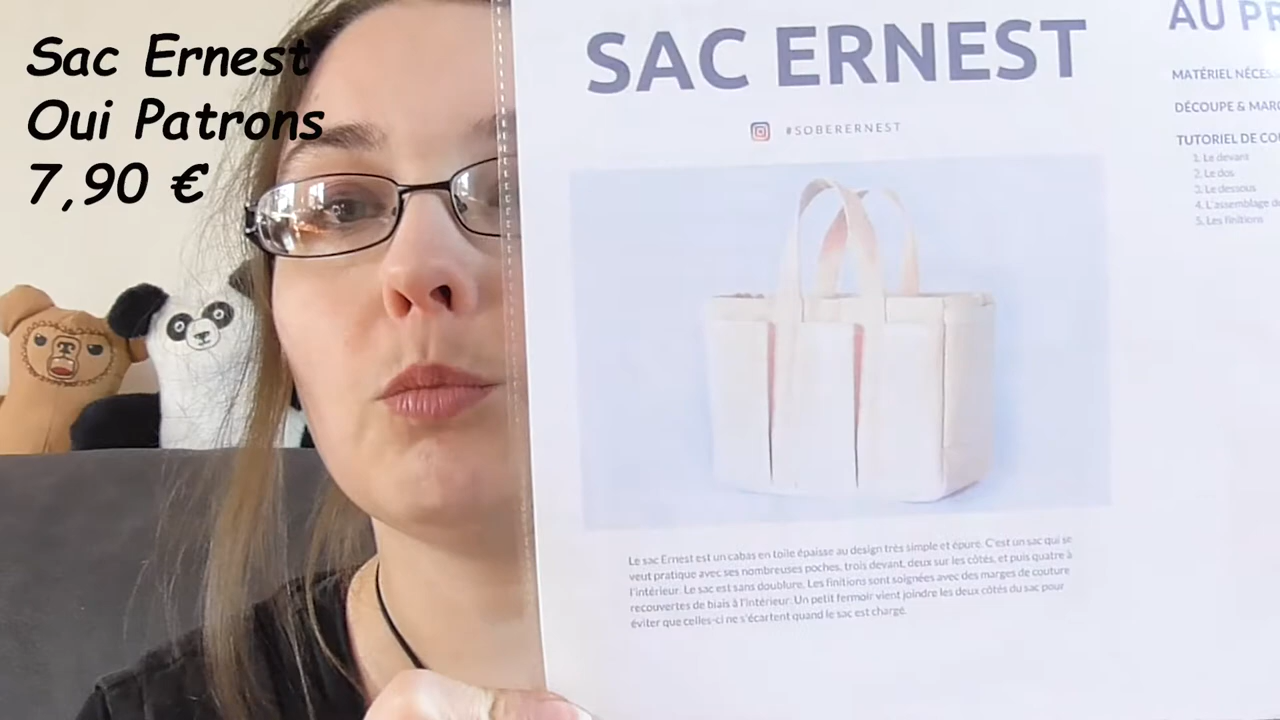 Sac Ernest
Oui Patrons
7,90 €
SAC ERNEST
#SOBERERNEST
Le sac Ernest est un cabas en toile épaisse au design très simple et épuré. C'est un sac qui se
veut pratique avec ses nombreuses poches, trois devant, deux sur les côtés, et puis quatre à
l'intérieur. Le sac est sans doublure. Les finitions sont soignées avec des marges de couture
recouvertes de biais à l'intérieur. Un petit fermoir vient joindre les deux côtés du sac pour
éviter que celles-ci ne s'écartent quand le sac est chargé.
AU PR
MATÉRIEL NÉCES
DÉCOUPE & MARQ
TUTORIEL DE COU
1. Le devant
2. Le dos
3. Le dessous
4. L'assemblage d
5. Les finitions